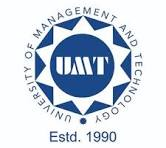 UNIVERSITY OF MANAGEMENT AND TECHNOLOGY
UMT
Estd. 1990